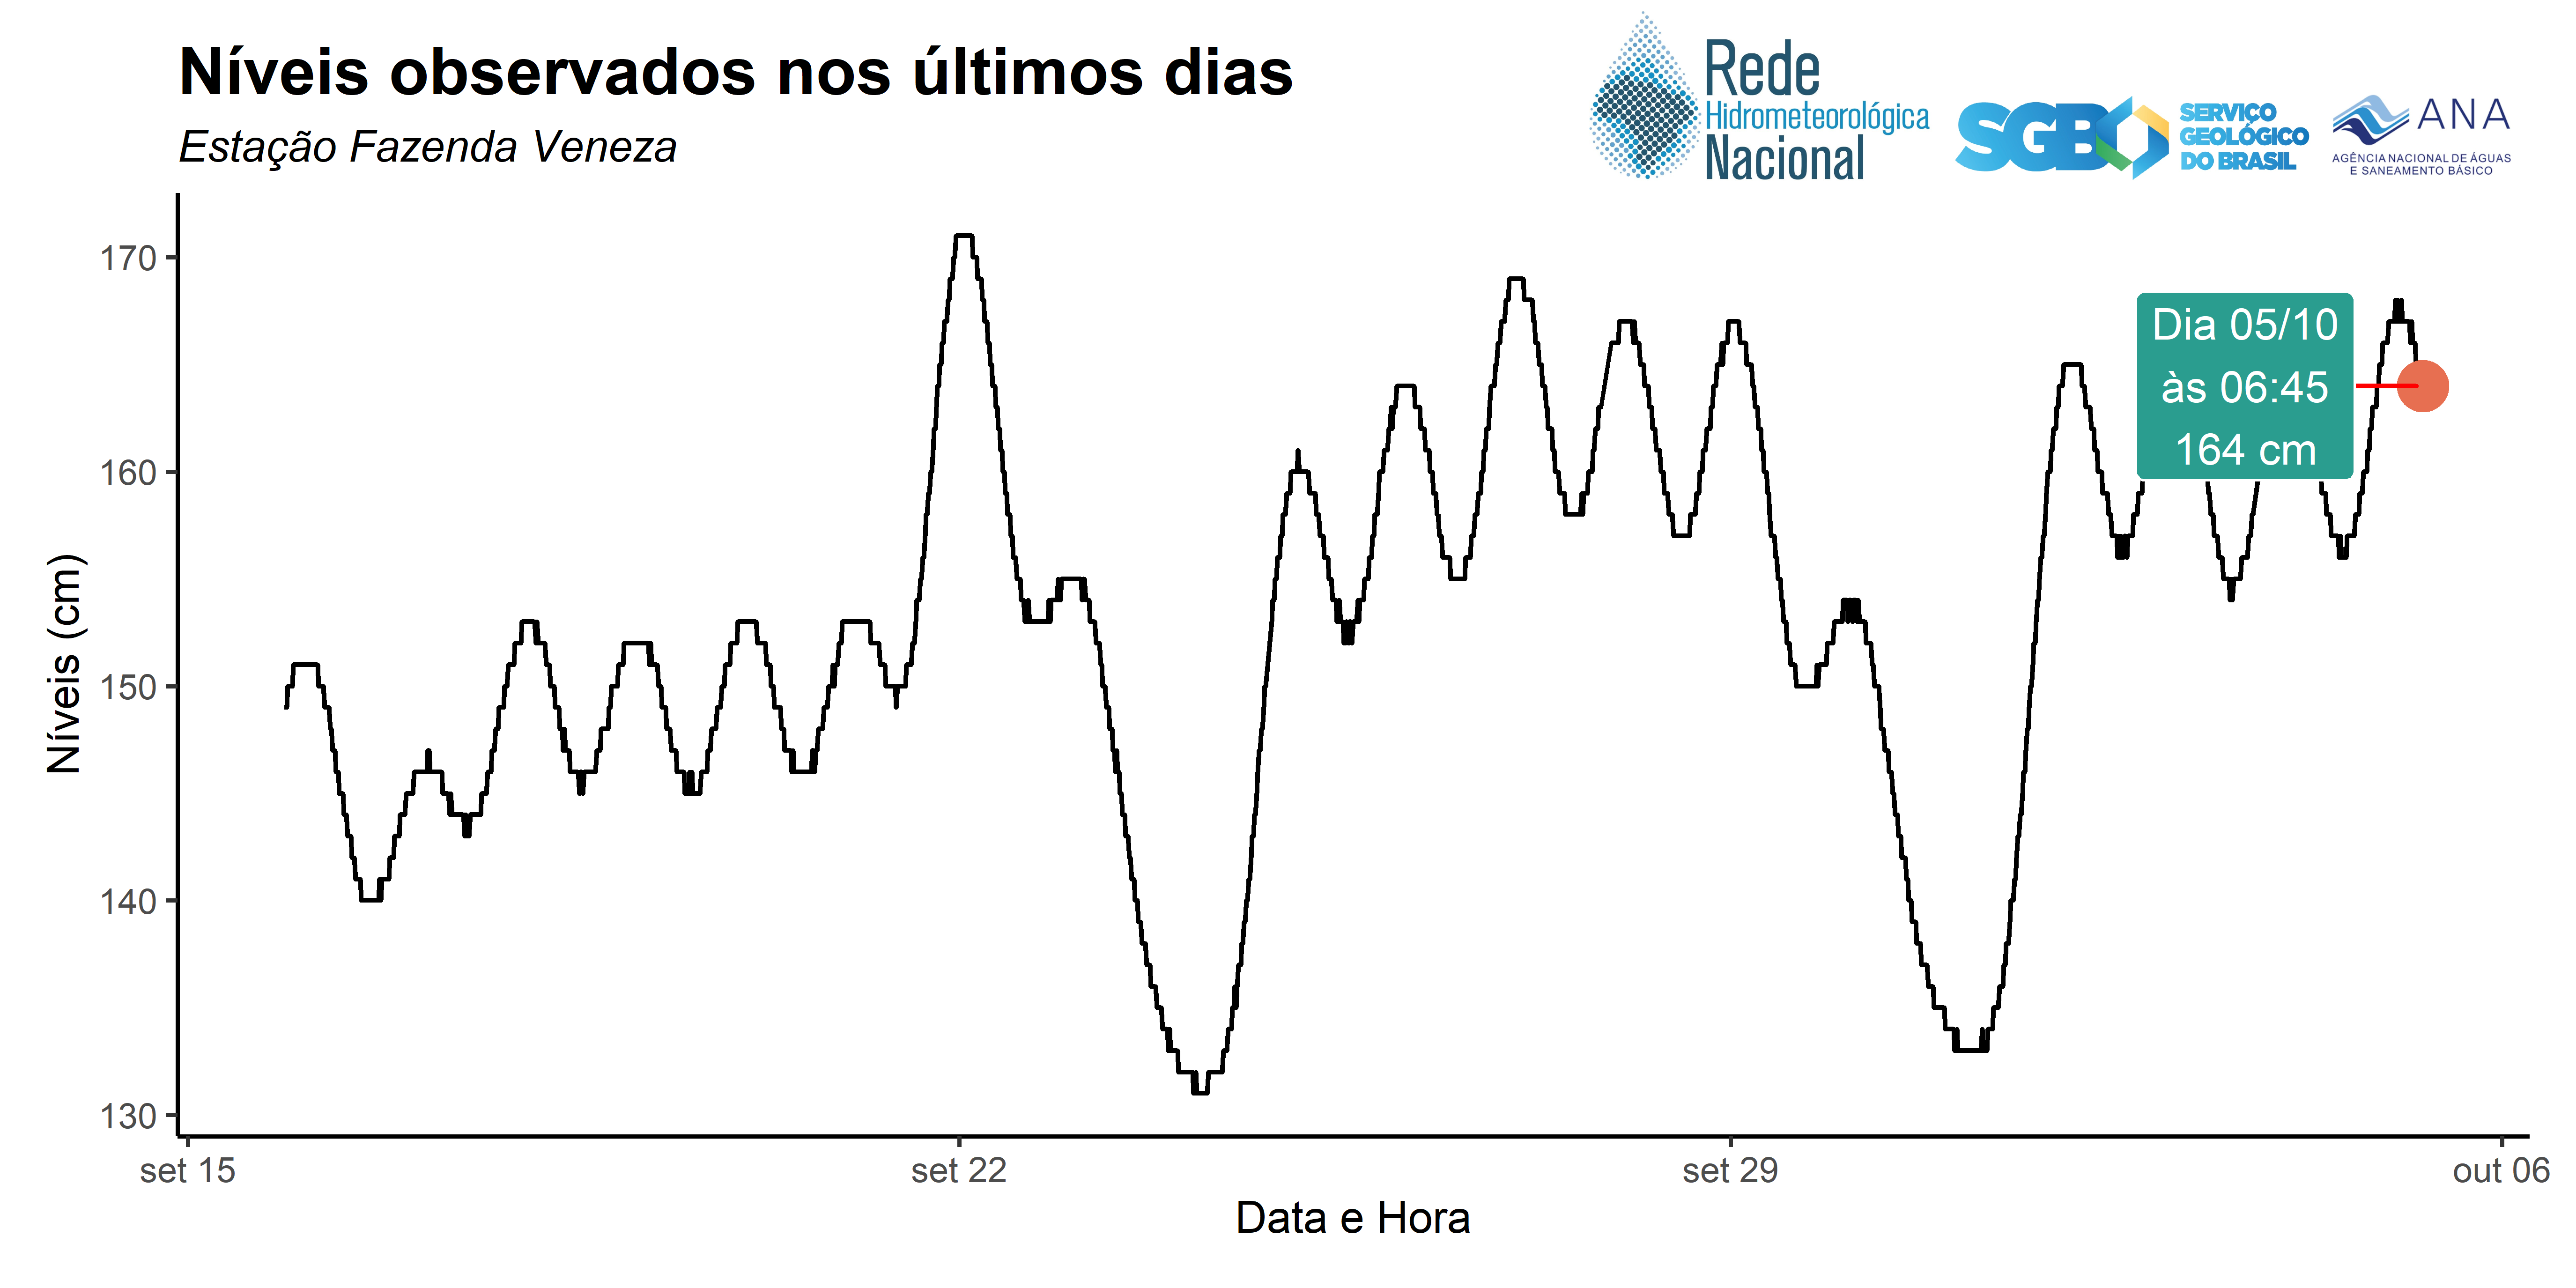 Níveis observados nos últimos dias
Estação Fazenda Veneza
Rede
Hidrometeorológica
Nacional
SGB
SERVIÇO
GEOLÓGICO
DO BRASIL
ANA
AGÊNCIA NACIONAL DE ÁGUAS
E SANEAMENTO BÁSICO
170
160
150
140
130
Níveis (cm)
Dia 05/10
às 06:45
164 cm
set 15
set 22
set 29
out 06
Data e Hora